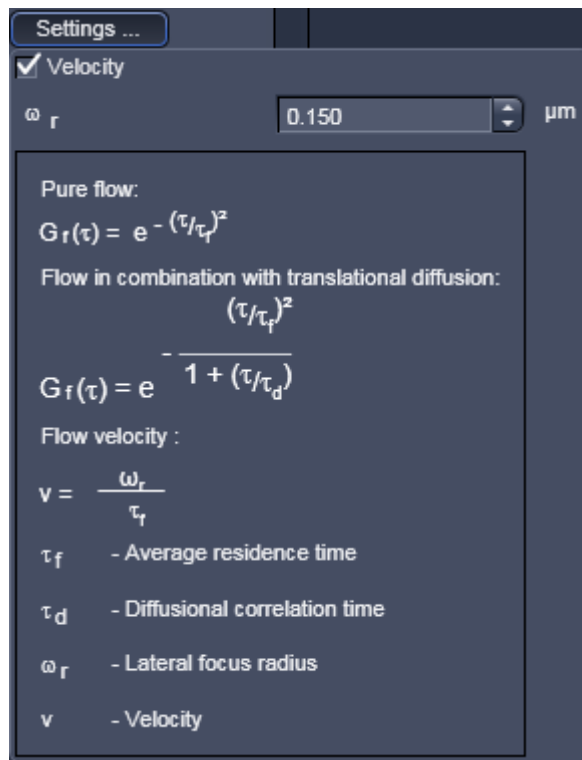 Settings ...
Velocity
ω r 0.150 µm
Pure flow:
G f(τ) = e - (τ/τf)²
Flow in combination with translational diffusion:
G f(τ) = e - (τ/τf)² / 1 + (τ/τd)
Flow velocity :
v = ωr / τf
τf - Average residence time
τd - Diffusional correlation time
ωr - Lateral focus radius
v - Velocity